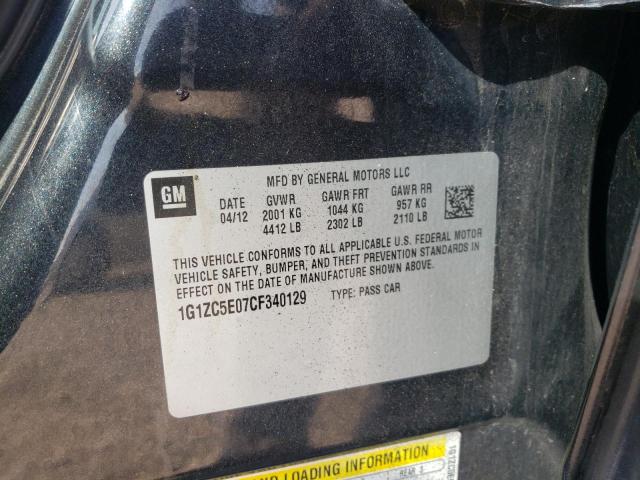 GM
MFD BY GENERAL MOTORS LLC
DATE GVWR GAWR FRT GAWR RR
04/12 2001 KG 1044 KG 957 KG
4412 LB 2302 LB 2110 LB
THIS VEHICLE CONFORMS TO ALL APPLICABLE U.S. FEDERAL MOTOR
VEHICLE SAFETY, BUMPER, AND THEFT PREVENTION STANDARDS IN
EFFECT ON THE DATE OF MANUFACTURE SHOWN ABOVE.
1G1ZC5E07CF340129 TYPE: PASS CAR
LOADING INFORMATION
REAR